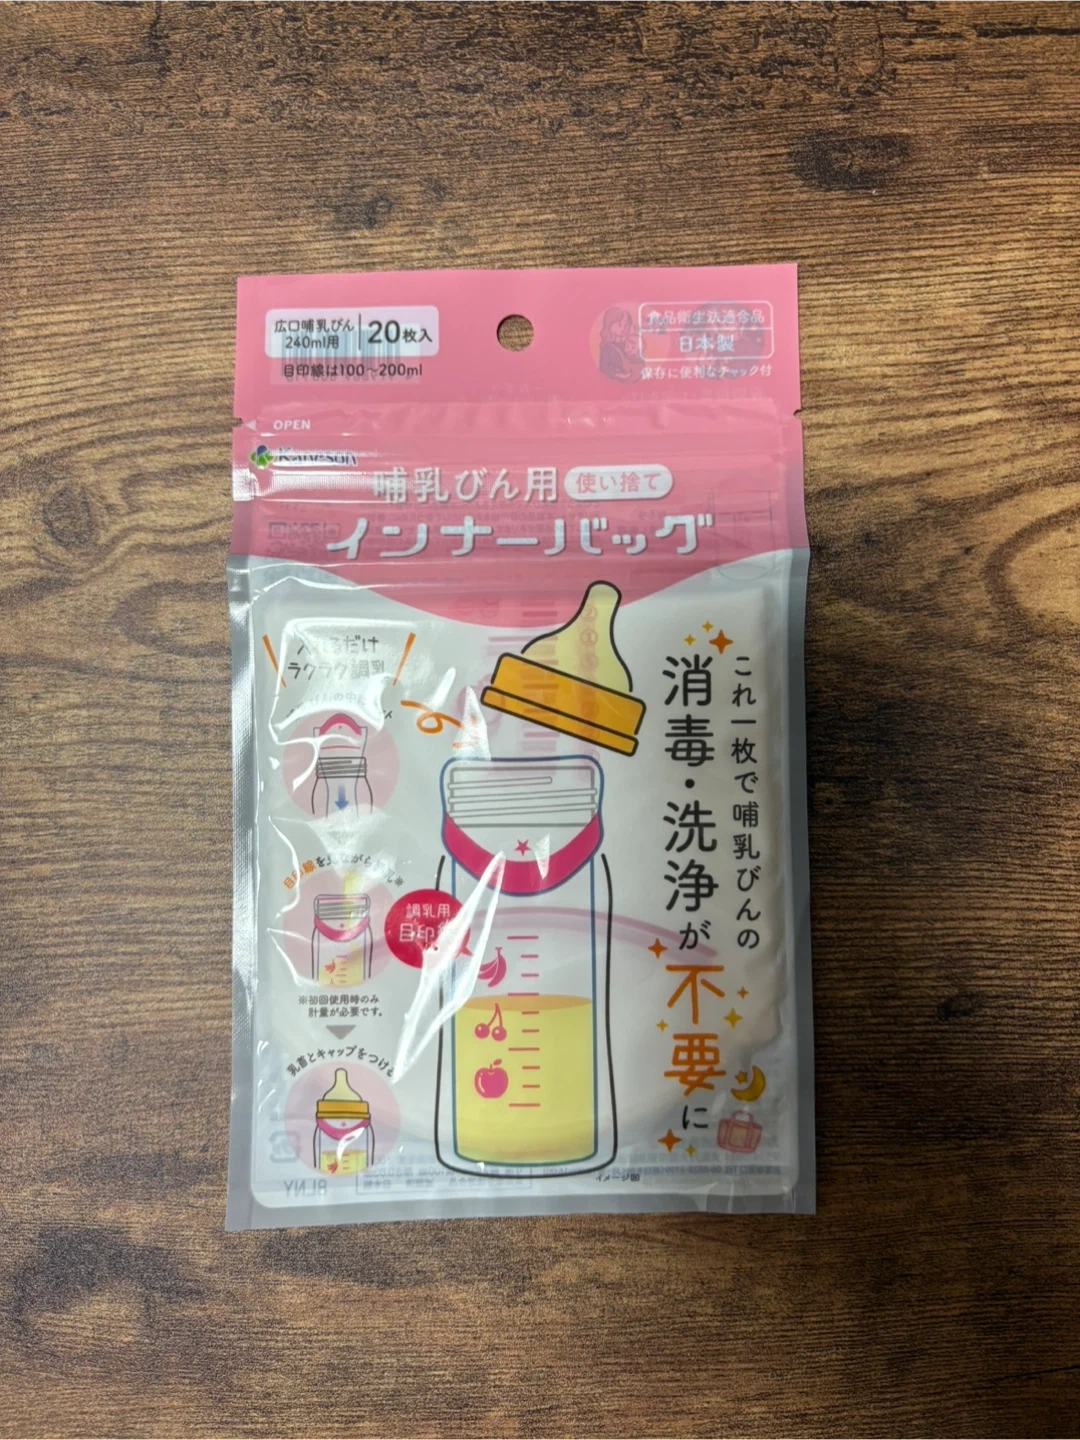 広口哺乳びん
240ml用
20枚入
目印線は100~200ml
食品衛生法適合品
日本製
保存に便利なチャック付
OPEN
Kaneson
哺乳びん用 使い捨て
インナーバッグ
入れるだけ
ラクラク調乳
これ一枚で哺乳びんの
消毒・洗浄が
不要に
調乳用
目印線
※初回使用時のみ
計量が必要です。
乳首とキャップをつける
イメージ図